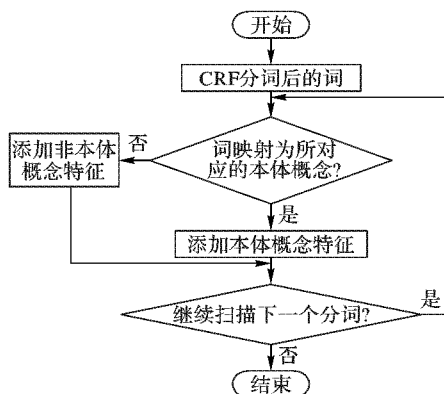 开始
CRF分词后的词
词映射为所对
应的本体概念?
否
添加非本体
概念特征
是
添加本体概念特征
继续扫描下一个分词?
是
否
结束